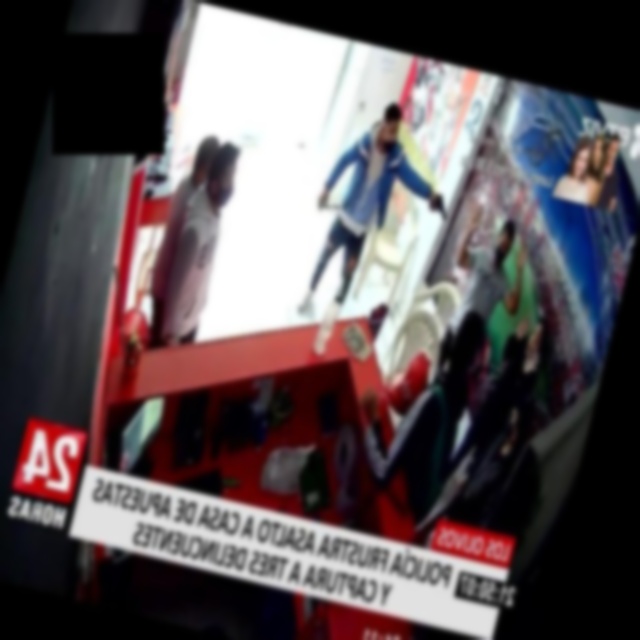 LOS OLIVOS
POLICÍA FRUSTRA ASALTO A CASA DE APUESTAS
Y CAPTURA A TRES DELINCUENTES
24
HORAS